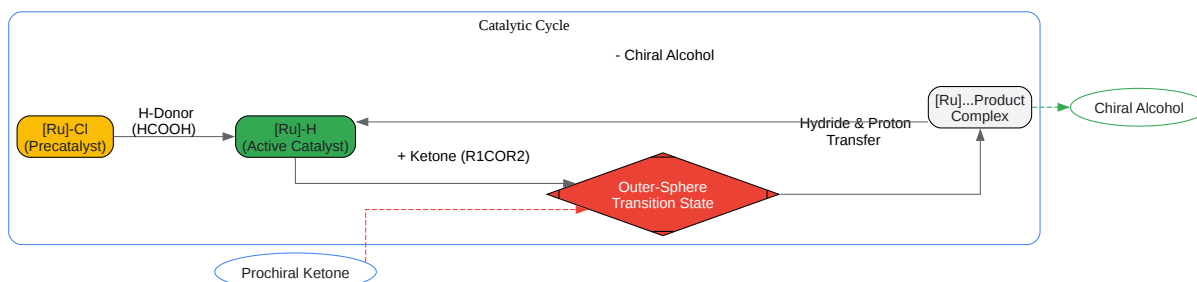 Catalytic Cycle
- Chiral Alcohol
[Ru]-Cl
(Precatalyst)
H-Donor
(HCOOH)
[Ru]-H
(Active Catalyst)
+ Ketone (R1COR2)
Outer-Sphere
Transition State
Hydride & Proton
Transfer
[Ru]...Product
Complex
Chiral Alcohol
Prochiral Ketone